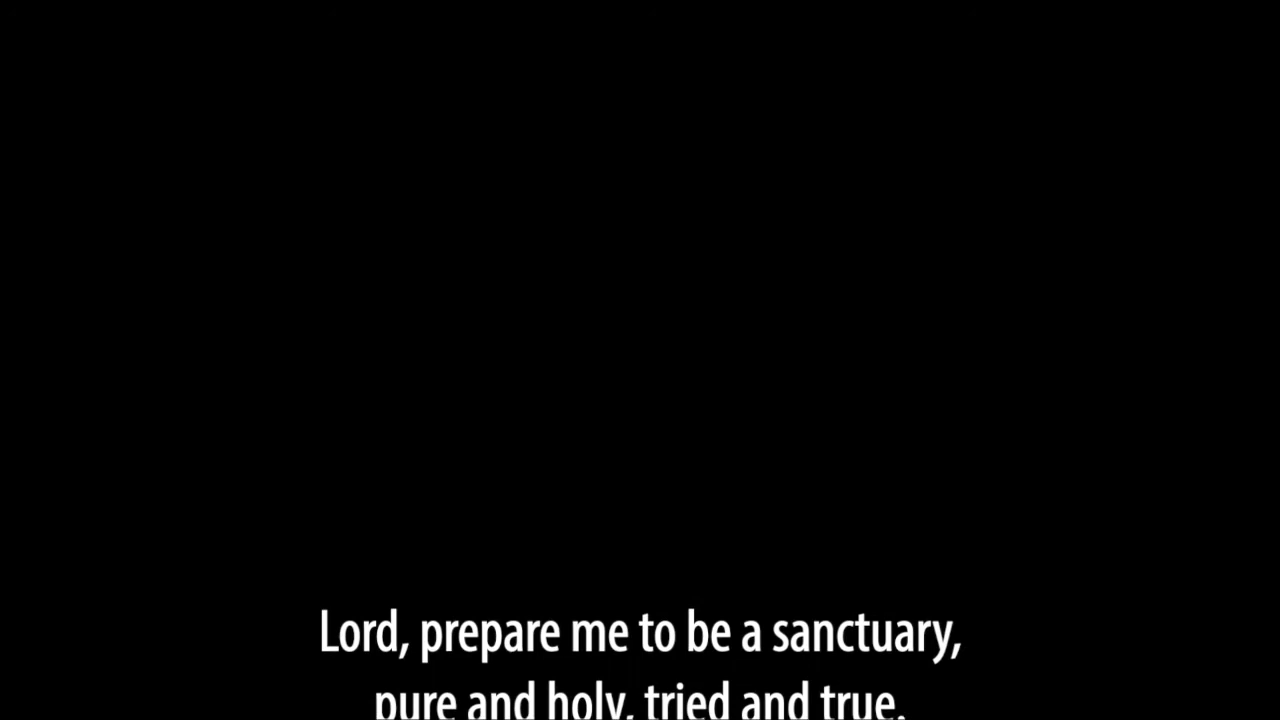 Lord, prepare me to be a sanctuary,
pure and holy, tried and true.